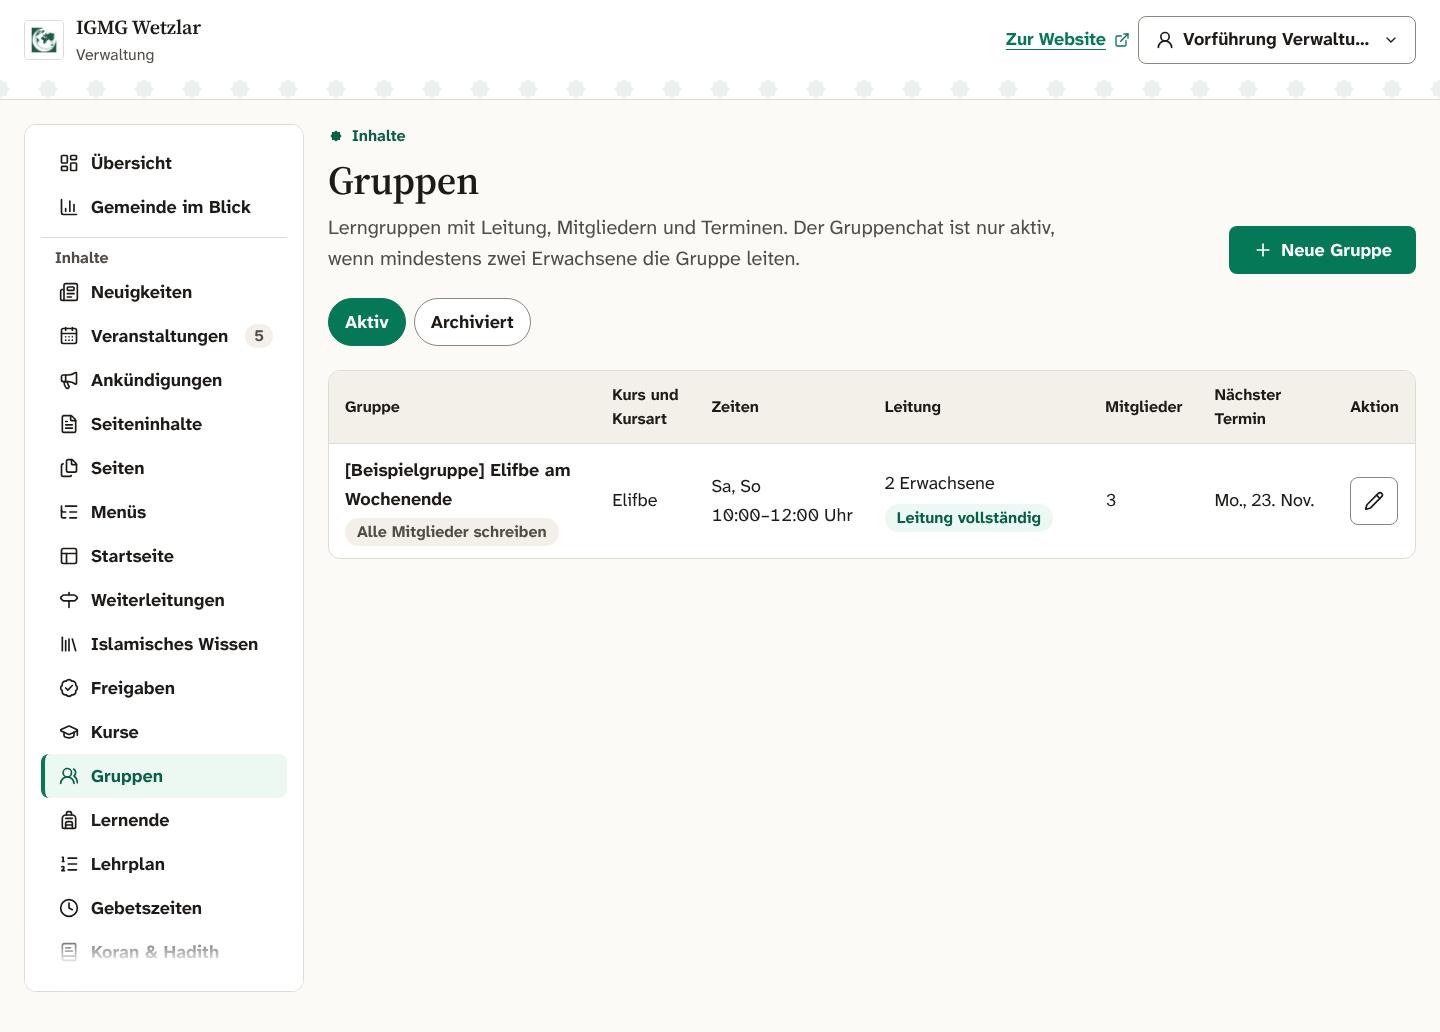 IGMG Wetzlar
Verwaltung
Zur Website
Vorführung Verwaltu...
Übersicht
Gemeinde im Blick
Inhalte
Neuigkeiten
Veranstaltungen 5
Ankündigungen
Seiteninhalte
Seiten
Menüs
Startseite
Weiterleitungen
Islamisches Wissen
Freigaben
Kurse
Gruppen
Lernende
Lehrplan
Gebetszeiten
Koran & Hadith
Inhalte
Gruppen
Lerngruppen mit Leitung, Mitgliedern und Terminen. Der Gruppenchat ist nur aktiv,
wenn mindestens zwei Erwachsene die Gruppe leiten.
Neue Gruppe
Aktiv
Archiviert
Gruppe
Kurs und
Kursart
Zeiten
Leitung
Mitglieder
Nächster
Termin
Aktion
[Beispielgruppe] Elifbe am
Wochenende
Alle Mitglieder schreiben
Elifbe
Sa, So
10:00–12:00 Uhr
2 Erwachsene
Leitung vollständig
3
Mo., 23. Nov.